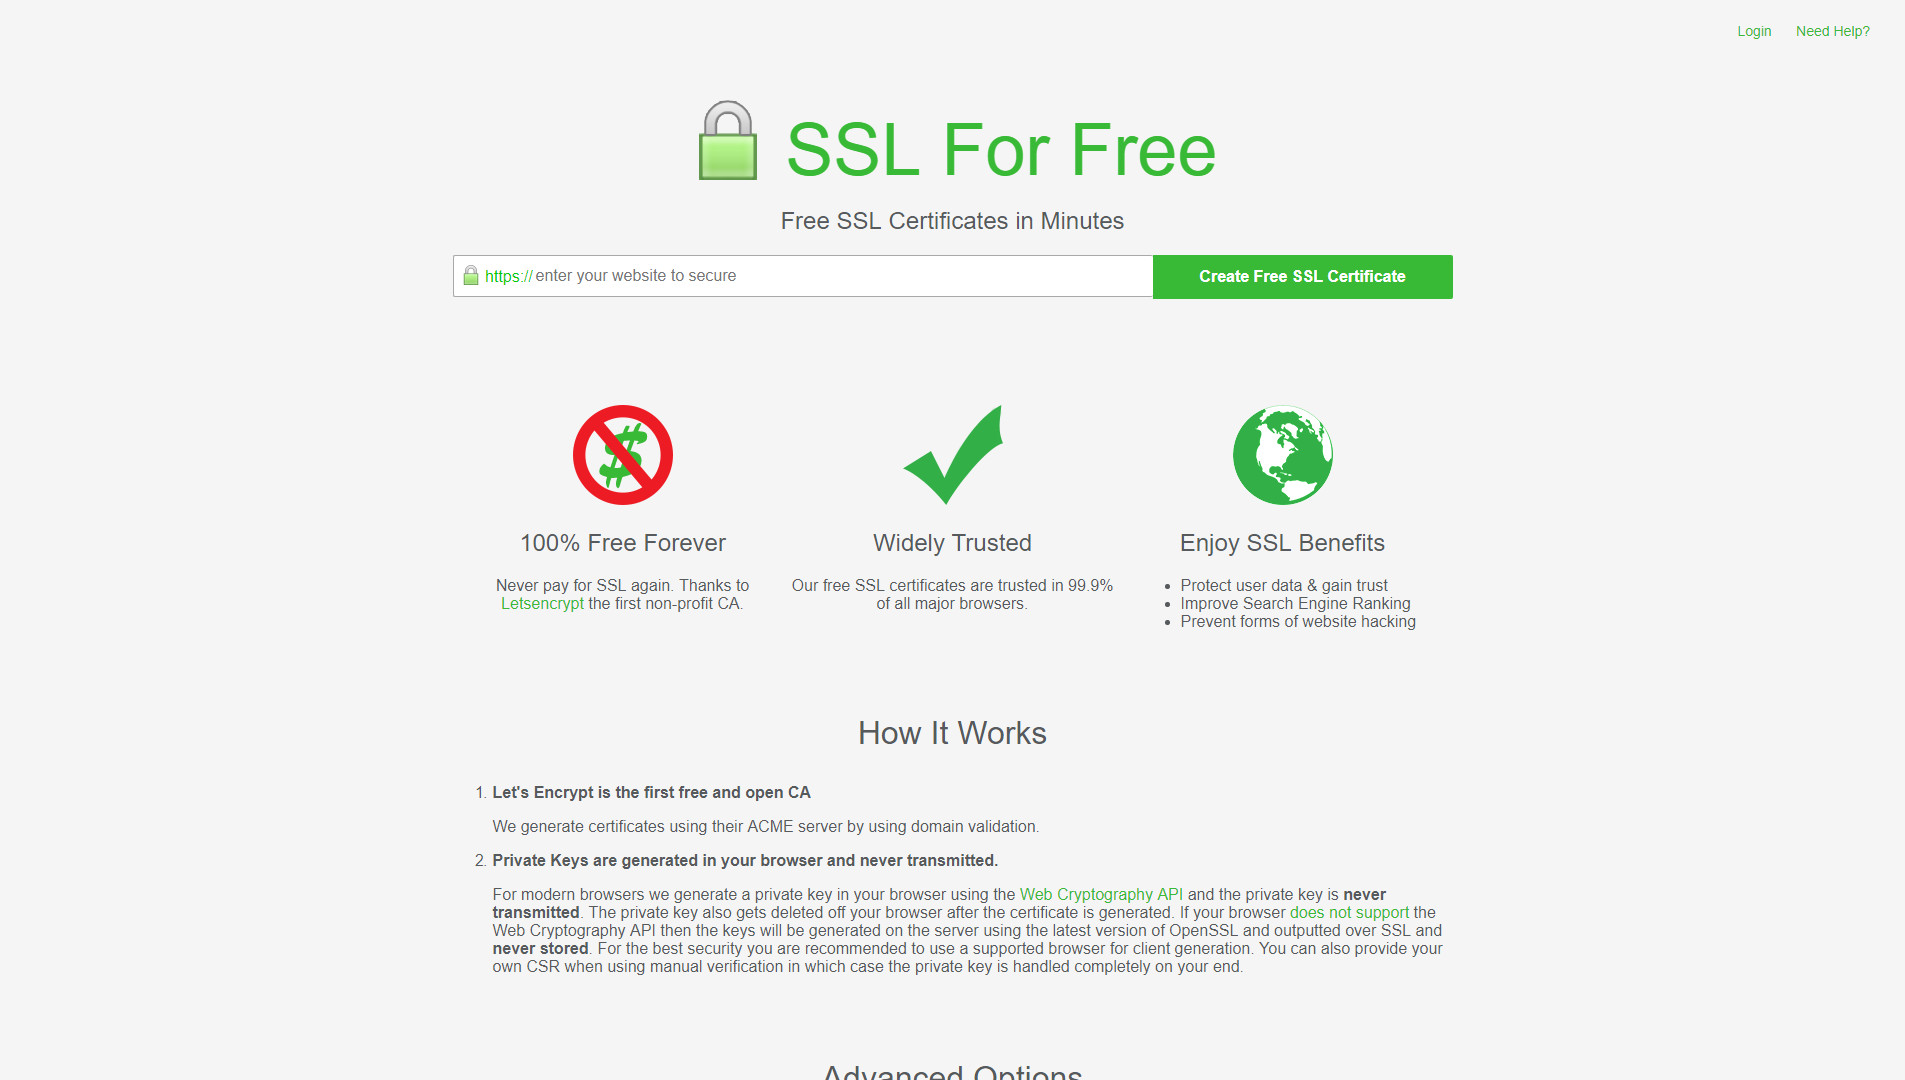 Login Need Help?
SSL For Free
Free SSL Certificates in Minutes
https:// enter your website to secure
Create Free SSL Certificate
100% Free Forever
Never pay for SSL again. Thanks to
Letsencrypt the first non-profit CA.
Widely Trusted
Our free SSL certificates are trusted in 99.9%
of all major browsers.
Enjoy SSL Benefits
• Protect user data & gain trust
• Improve Search Engine Ranking
• Prevent forms of website hacking
How It Works
1. Let's Encrypt is the first free and open CA
We generate certificates using their ACME server by using domain validation.
2. Private Keys are generated in your browser and never transmitted.
For modern browsers we generate a private key in your browser using the Web Cryptography API and the private key is never
transmitted. The private key also gets deleted off your browser after the certificate is generated. If your browser does not support the
Web Cryptography API then the keys will be generated on the server using the latest version of OpenSSL and outputted over SSL and
never stored. For the best security you are recommended to use a supported browser for client generation. You can also provide your
own CSR when using manual verification in which case the private key is handled completely on your end.
Advanced Options